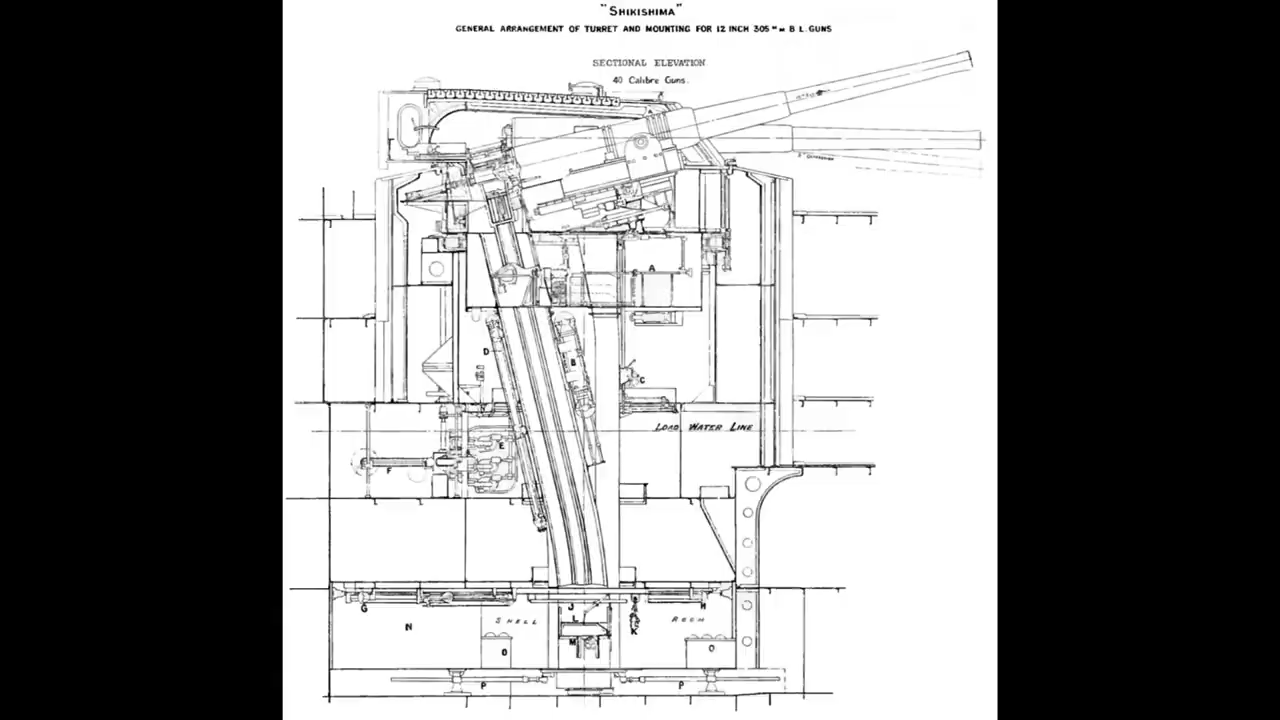 "SHIKISHIMA"
GENERAL ARRANGEMENT OF TURRET AND MOUNTING FOR 12 INCH 305 m/m B L. GUNS
SECTIONAL ELEVATION
40 Calibre Guns.
A
A
D
B
C
LOAD WATER LINE
E
F
G
J
H
L
K
N
SHELL
ROOM
M
O
O
P
P